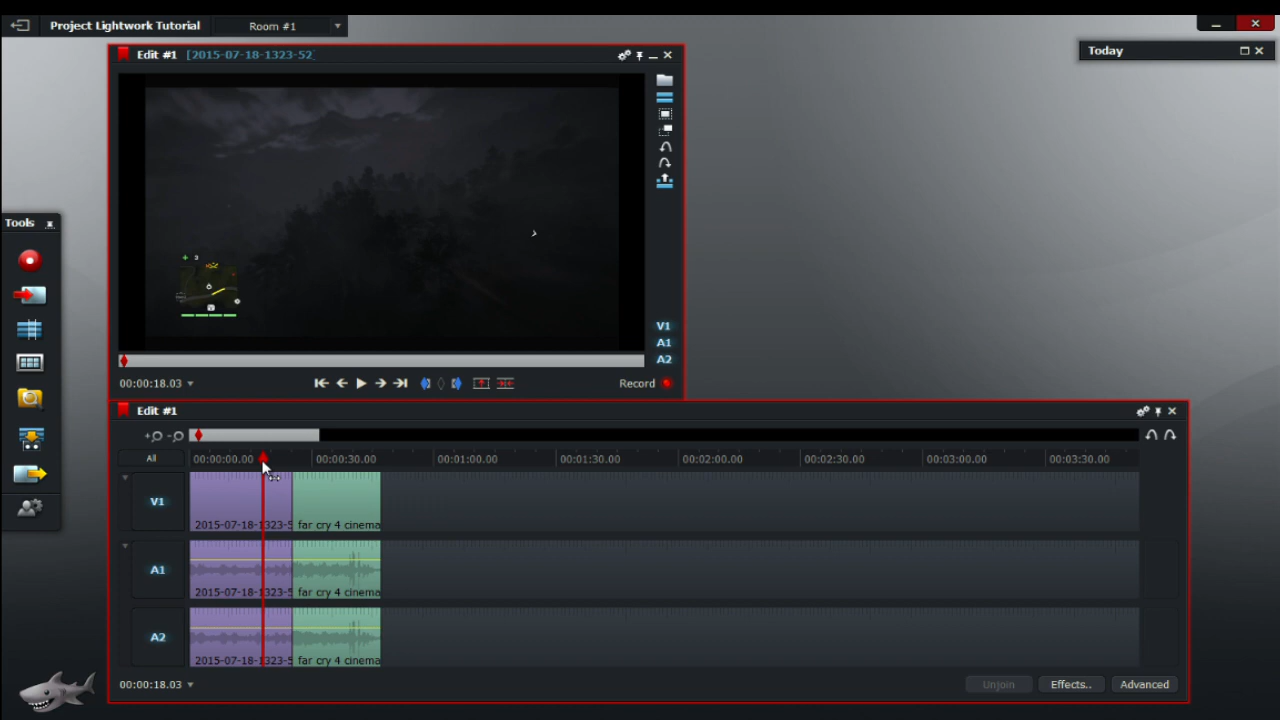 Project Lightwork Tutorial
Room #1
Today
Edit #1 [2015-07-18-1323-52]
Tools
V1
A1
A2
00:00:18.03
Record
Edit #1
All
00:00:00.00
00:00:30.00
00:01:00.00
00:01:30.00
00:02:00.00
00:02:30.00
00:03:00.00
00:03:30.00
V1
2015-07-18-1323-5
far cry 4 cinema
A1
2015-07-18-1323-5
far cry 4 cinema
A2
2015-07-18-1323-5
far cry 4 cinema
00:00:18.03
Unjoin
Effects..
Advanced